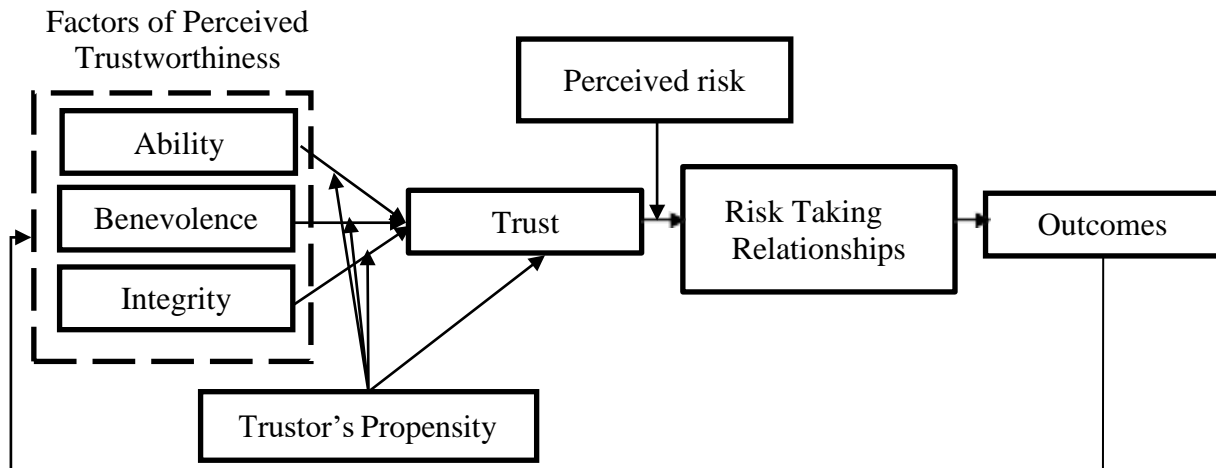 Factors of Perceived
Trustworthiness
Perceived risk
Ability
Benevolence
Integrity
Trust
Risk Taking
Relationships
Outcomes
Trustor’s Propensity